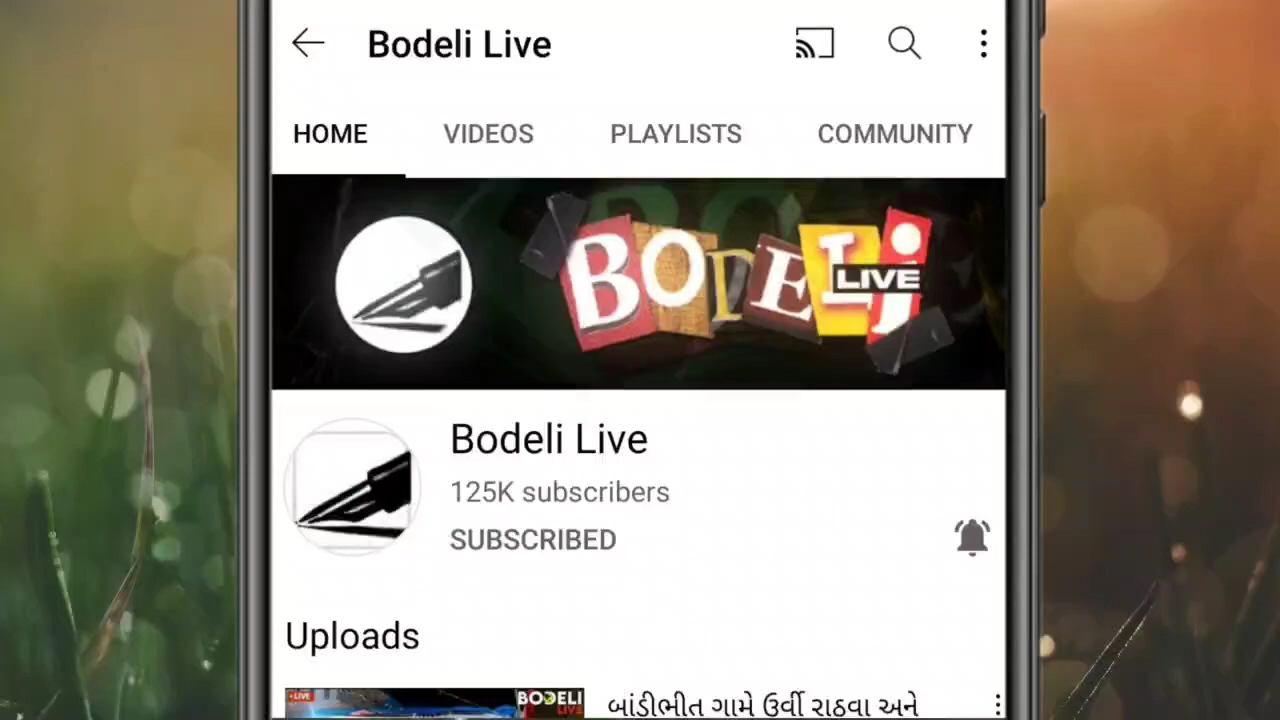 Bodeli Live
HOME VIDEOS PLAYLISTS COMMUNITY
BODELi
LIVE
Bodeli Live
125K subscribers
SUBSCRIBED
Uploads
LIVE
BODELI
LIVE
બાંડીભીત ગામે ઉર્વી રાઠવા અને